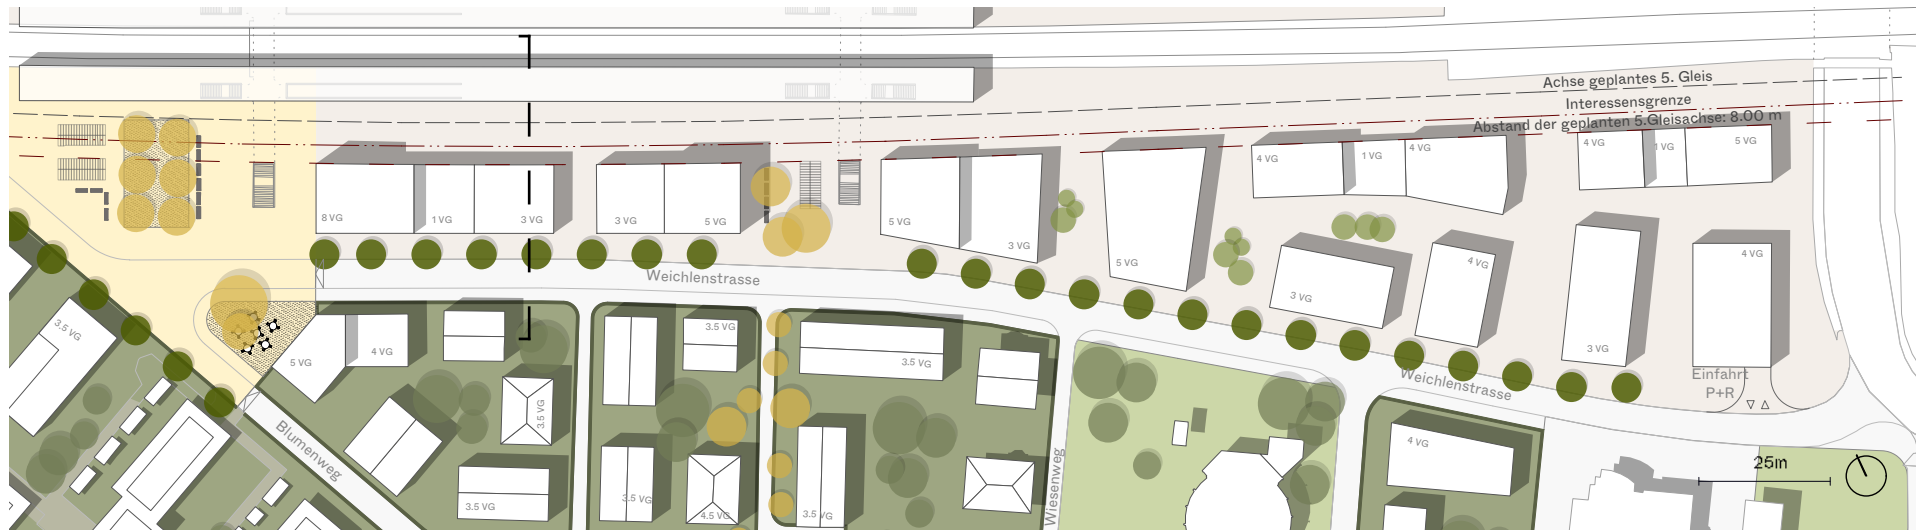 Achse geplantes 5. Gleis
Interessensgrenze
Abstand der geplanten 5.Gleisachse: 8.00 m
4 VG
1 VG
4 VG
4 VG
1 VG
5 VG
8 VG
1 VG
3 VG
3 VG
5 VG
5 VG
3 VG
5 VG
3 VG
4 VG
3 VG
4 VG
Weichlenstrasse
Weichlenstrasse
Einfahrt
P+R
3.5 VG
5 VG
4 VG
3.5 VG
3.5 VG
3.5 VG
3.5 VG
3.5 VG
4.5 VG
3.5 VG
4 VG
Blumenweg
Wiesenweg
25m